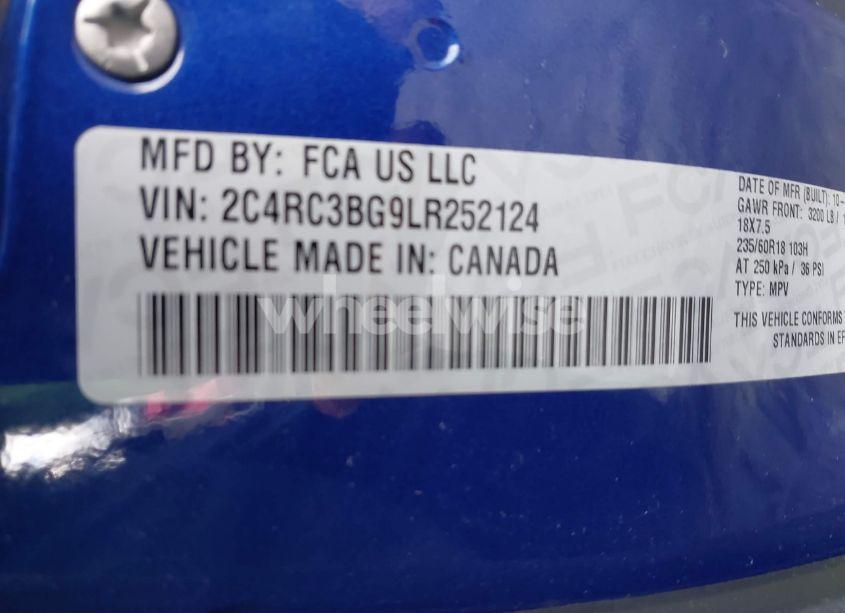 MFD BY: FCA US LLC
VIN: 2C4RC3BG9LR252124
VEHICLE MADE IN: CANADA
wheelwise
DATE OF MFR (BUILT): 10-
GAWR FRONT: 3200 LB / 1
18X7.5
235/60R18 103H
AT 250 kPa / 36 PSI
TYPE: MPV
THIS VEHICLE CONFORMS
STANDARDS IN EF